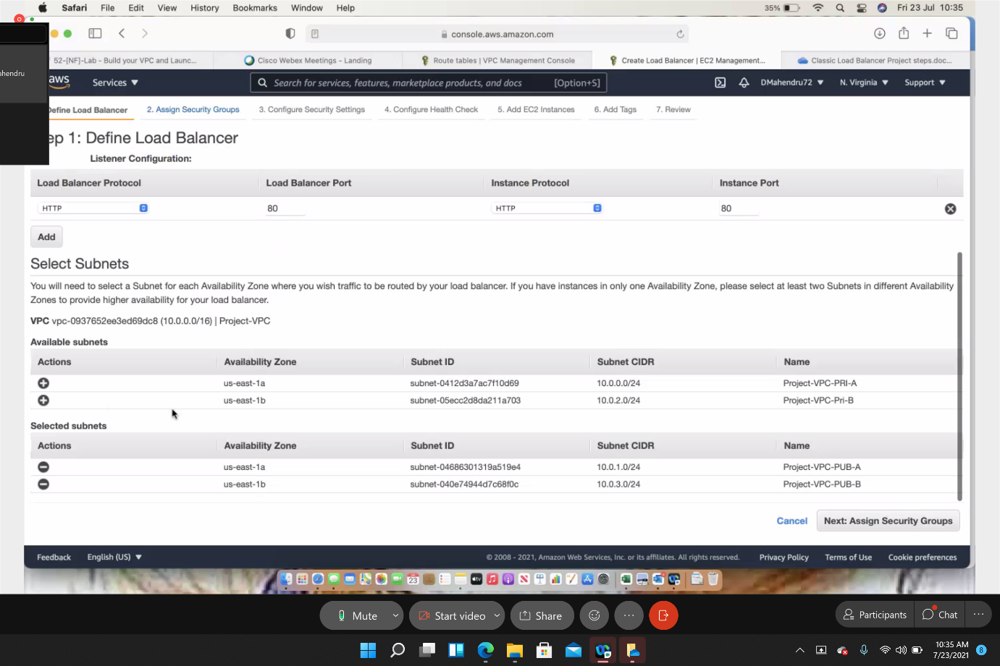 Safari File Edit View History Bookmarks Window Help 35% Fri 23 Jul 10:35
console.aws.amazon.com
52-[NF]-Lab - Build your VPC and Launc... Cisco Webex Meetings - Landing Route tables | VPC Management Console Create Load Balancer | EC2 Managemen... Classic Load Balancer Project steps.doc...
ahendru
aws Services ▼ Search for services, features, marketplace products, and docs [Option+S] DMahendru72 ▼ N. Virginia ▼ Support ▼
efine Load Balancer 2. Assign Security Groups 3. Configure Security Settings 4. Configure Health Check 5. Add EC2 Instances 6. Add Tags 7. Review
ep 1: Define Load Balancer
Listener Configuration:
Load Balancer Protocol Load Balancer Port Instance Protocol Instance Port
HTTP 80 HTTP 80
Add
Select Subnets
You will need to select a Subnet for each Availability Zone where you wish traffic to be routed by your load balancer. If you have instances in only one Availability Zone, please select at least two Subnets in different Availability
Zones to provide higher availability for your load balancer.
VPC vpc-0937652ee3ed69dc8 (10.0.0.0/16) | Project-VPC
Available subnets
Actions Availability Zone Subnet ID Subnet CIDR Name
us-east-1a subnet-0412d3a7ac7f10d69 10.0.0.0/24 Project-VPC-PRI-A
us-east-1b subnet-05ecc2d8da211a703 10.0.2.0/24 Project-VPC-Pri-B
Selected subnets
Actions Availability Zone Subnet ID Subnet CIDR Name
us-east-1a subnet-04686301319a519e4 10.0.1.0/24 Project-VPC-PUB-A
us-east-1b subnet-040e74944d7c68f0c 10.0.3.0/24 Project-VPC-PUB-B
Cancel Next: Assign Security Groups
Feedback English (US) ▼ © 2008 - 2021, Amazon Web Services, Inc. or its affiliates. All rights reserved. Privacy Policy Terms of Use Cookie preferences
23 tv
Mute Start video Share Participants Chat
10:35 AM
7/23/2021 8